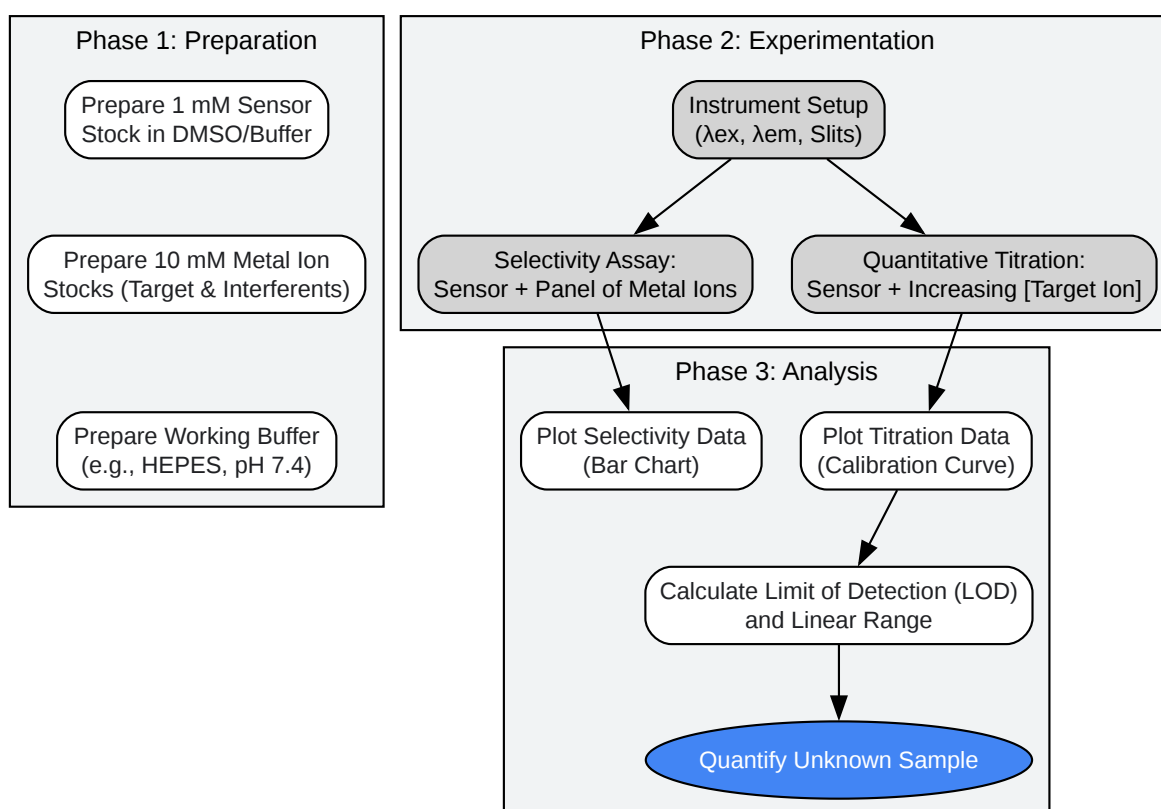 Phase 1: Preparation
Prepare 1 mM Sensor
Stock in DMSO/Buffer
Prepare 10 mM Metal Ion
Stocks (Target & Interferents)
Prepare Working Buffer
(e.g., HEPES, pH 7.4)
Phase 2: Experimentation
Instrument Setup
(λex, λem, Slits)
Selectivity Assay:
Sensor + Panel of Metal Ions
Quantitative Titration:
Sensor + Increasing [Target Ion]
Phase 3: Analysis
Plot Selectivity Data
(Bar Chart)
Plot Titration Data
(Calibration Curve)
Calculate Limit of Detection (LOD)
and Linear Range
Quantify Unknown Sample